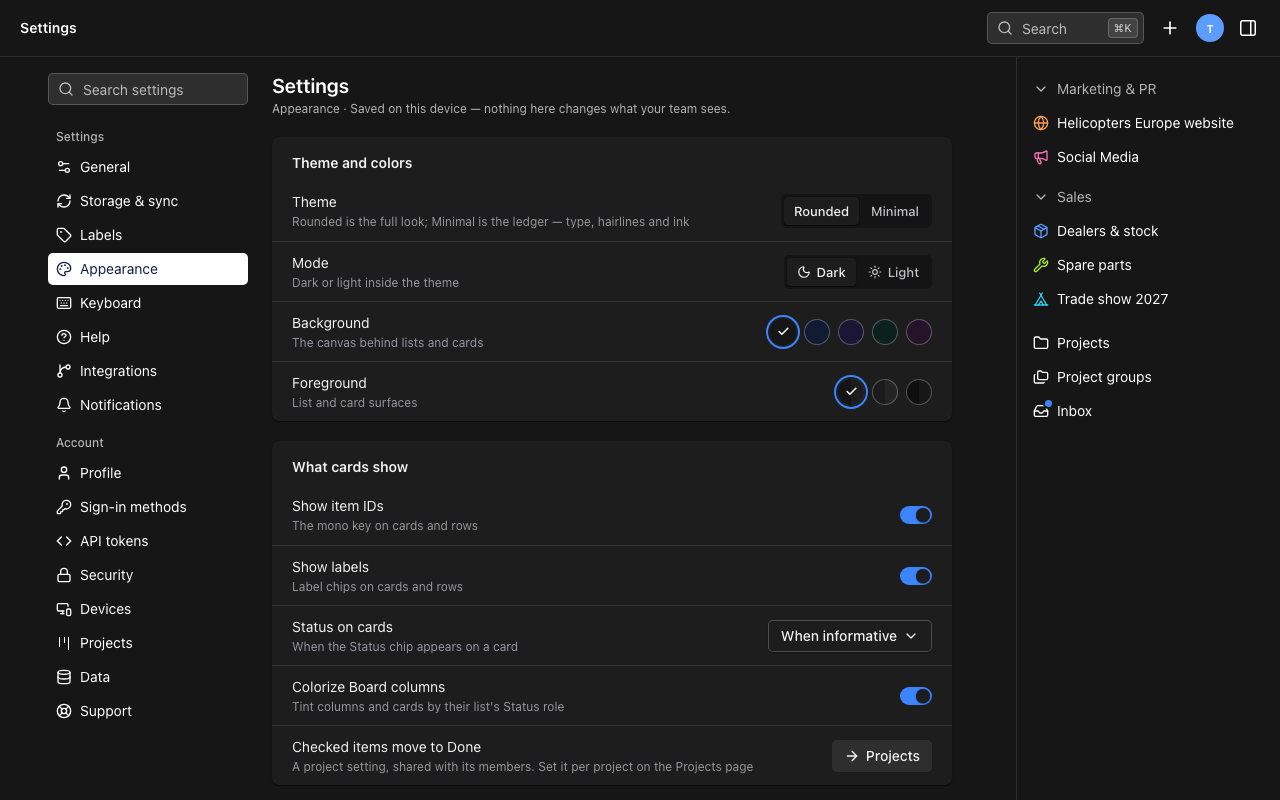 Settings
Search
⌘K
T
Search settings
Settings
General
Storage & sync
Labels
Appearance
Keyboard
Help
Integrations
Notifications
Account
Profile
Sign-in methods
API tokens
Security
Devices
Projects
Data
Support
Settings
Appearance · Saved on this device — nothing here changes what your team sees.
Theme and colors
Theme
Rounded is the full look; Minimal is the ledger — type, hairlines and ink
Rounded
Minimal
Mode
Dark or light inside the theme
Dark
Light
Background
The canvas behind lists and cards
Foreground
List and card surfaces
What cards show
Show item IDs
The mono key on cards and rows
Show labels
Label chips on cards and rows
Status on cards
When the Status chip appears on a card
When informative
Colorize Board columns
Tint columns and cards by their list's Status role
Checked items move to Done
A project setting, shared with its members. Set it per project on the Projects page
Projects
Marketing & PR
Helicopters Europe website
Social Media
Sales
Dealers & stock
Spare parts
Trade show 2027
Projects
Project groups
Inbox